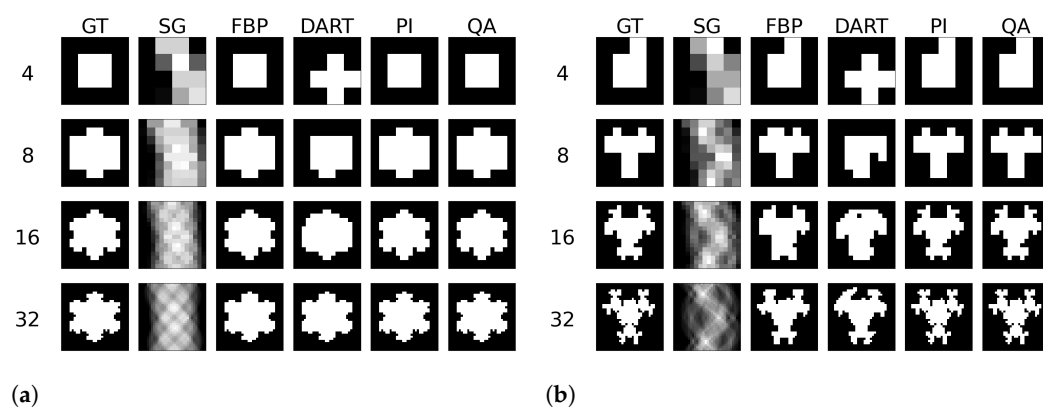 GT SG FBP DART PI QA GT SG FBP DART PI QA
4 4
8 8
16 16
32 32
(a) (b)